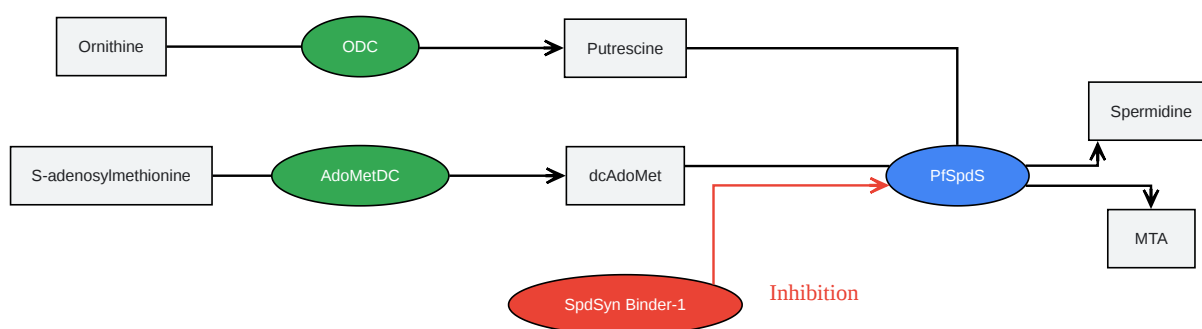 Ornithine
ODC
Putrescine
Spermidine
S-adenosylmethionine
AdoMetDC
dcAdoMet
PfSpdS
MTA
SpdSyn Binder-1
Inhibition